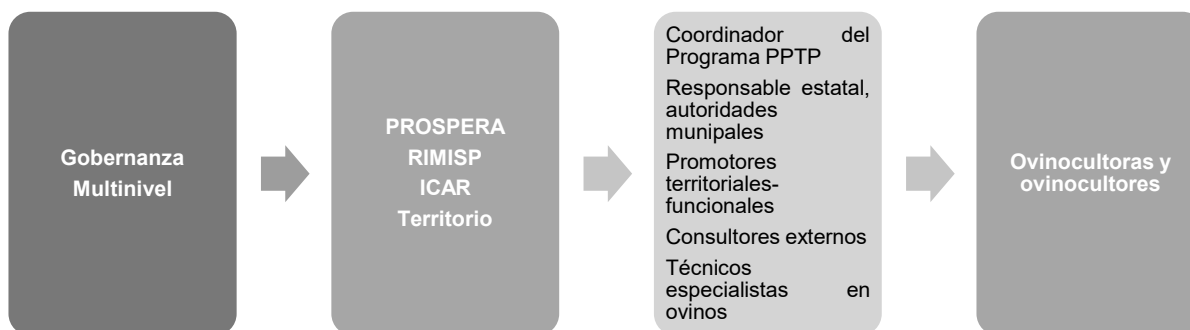 Gobernanza
Multinivel
PROSPERA
RIMISP
ICAR
Territorio
Coordinador del
Programa PPTP
Responsable estatal,
autoridades
munipales
Promotores
territoriales-
funcionales
Consultores externos
Técnicos
especialistas en
ovinos
Ovinocultoras y
ovinocultores